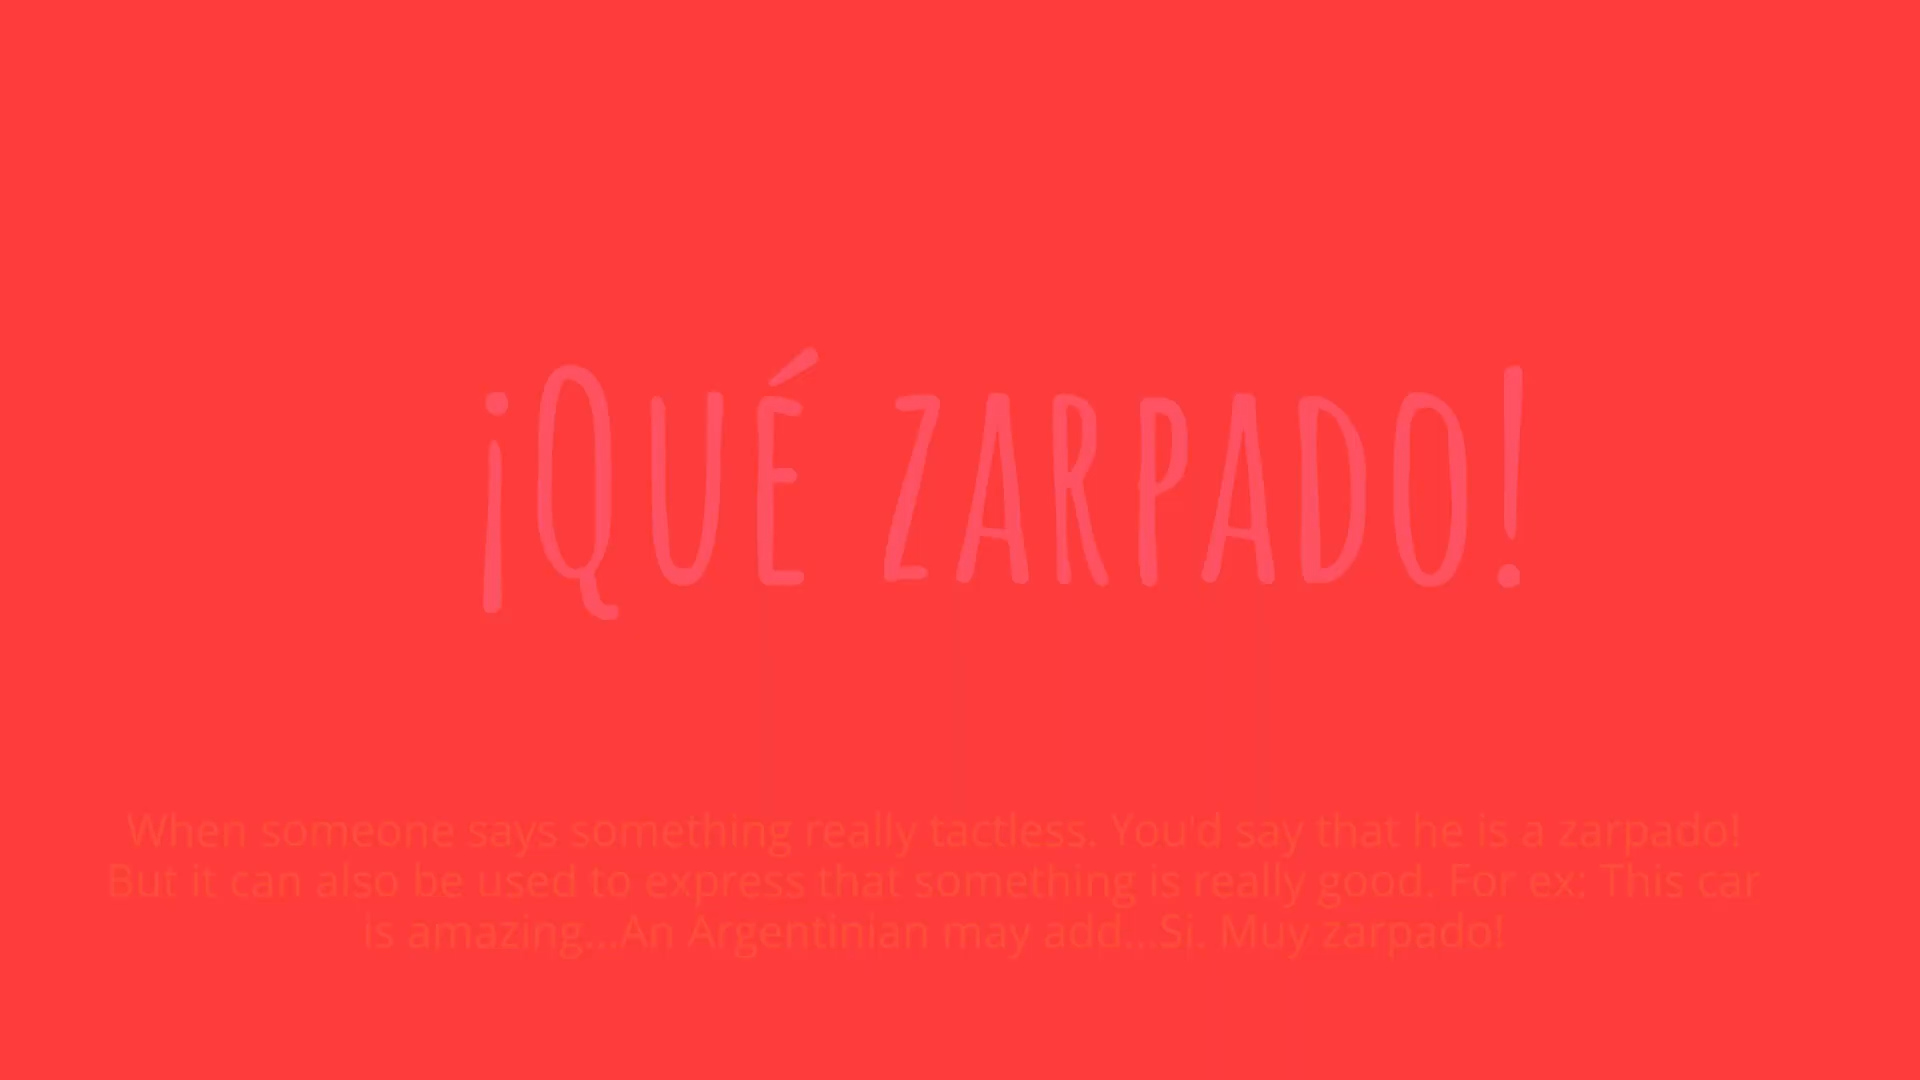 ¡QUÉ ZARPADO!
When someone says something really tactless. You'd say that he is a zarpado!
But it can also be used to express that something is really good. For ex: This car
is amazing...An Argentinian may add...Si. Muy zarpado!